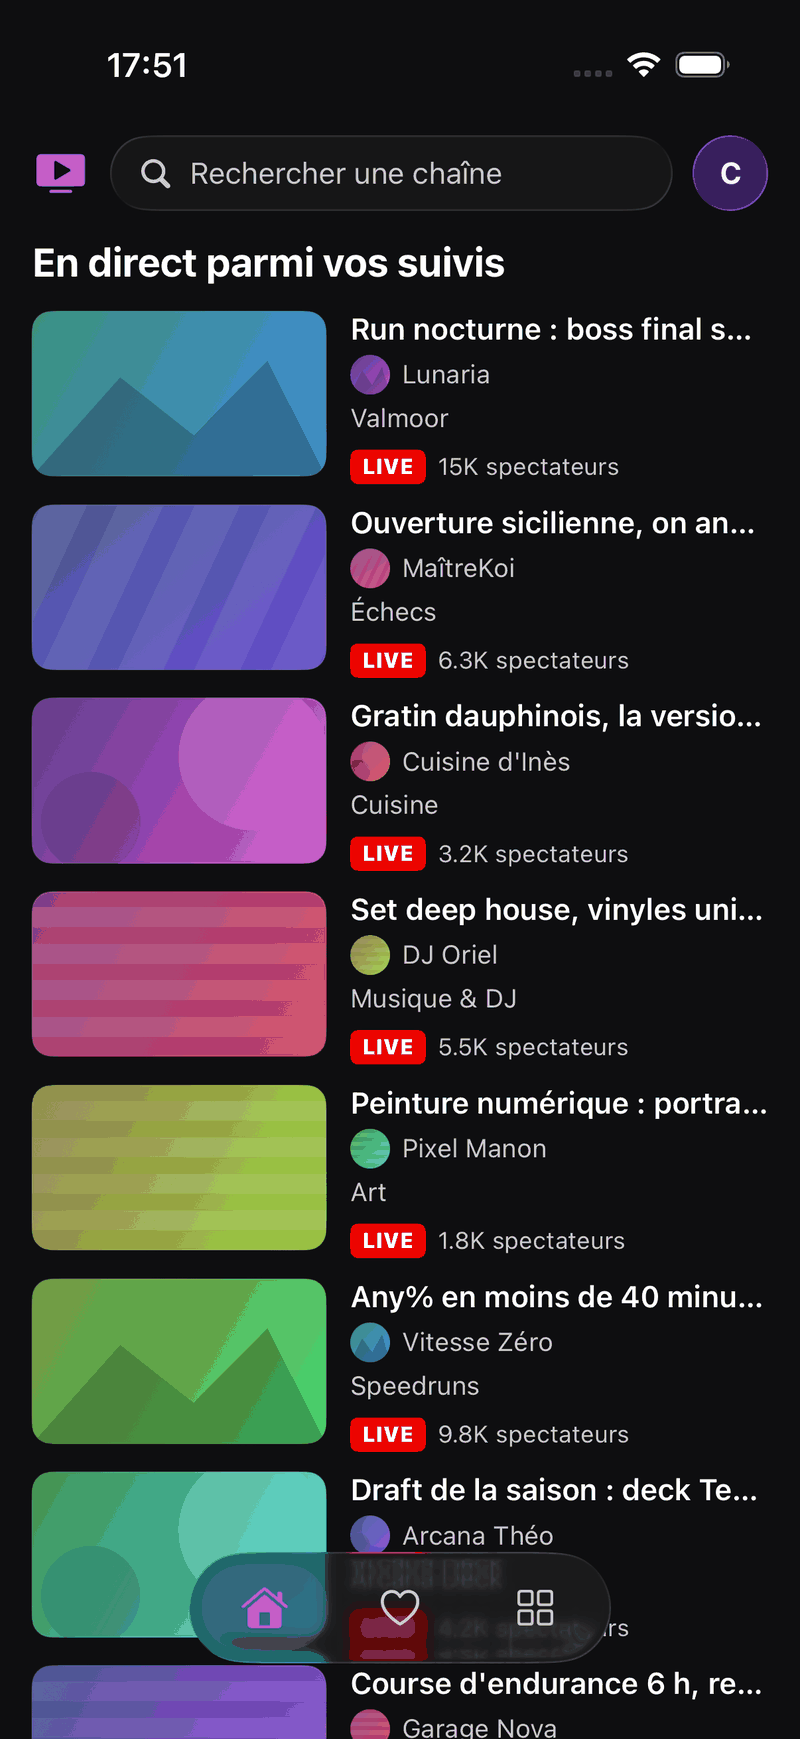 17:51
Rechercher une chaîne
C
En direct parmi vos suivis
Run nocturne : boss final s...
Lunaria
Valmoor
LIVE 15K spectateurs
Ouverture sicilienne, on an...
MaîtreKoi
Échecs
LIVE 6.3K spectateurs
Gratin dauphinois, la versio...
Cuisine d'Inès
Cuisine
LIVE 3.2K spectateurs
Set deep house, vinyles uni...
DJ Oriel
Musique & DJ
LIVE 5.5K spectateurs
Peinture numérique : portra...
Pixel Manon
Art
LIVE 1.8K spectateurs
Any% en moins de 40 minu...
Vitesse Zéro
Speedruns
LIVE 9.8K spectateurs
Draft de la saison : deck Te...
Arcana Théo
4.2K spectateurs
Course d'endurance 6 h, re...
Garage Nova